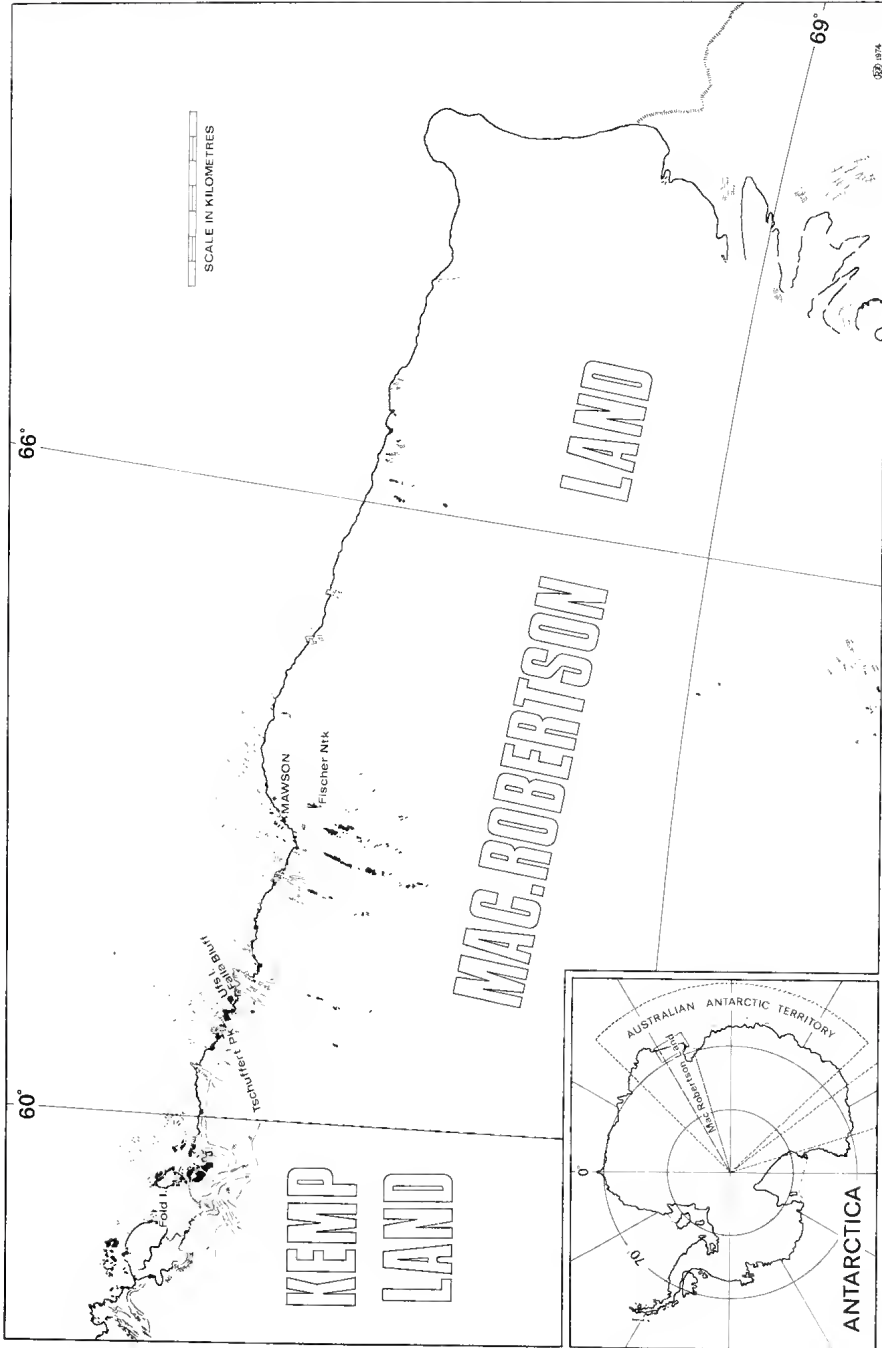 60°
66°
69°
SCALE IN KILOMETRES
Fold I.
Ufs I.
Falla Bluff
Tschuffert Pk
MAWSON
Fischer Ntk
KEMP
LAND
MAC.ROBERTSON
LAND
0°
AUSTRALIAN ANTARCTIC TERRITORY
Mac Robertson Land
70
ANTARCTICA
1974